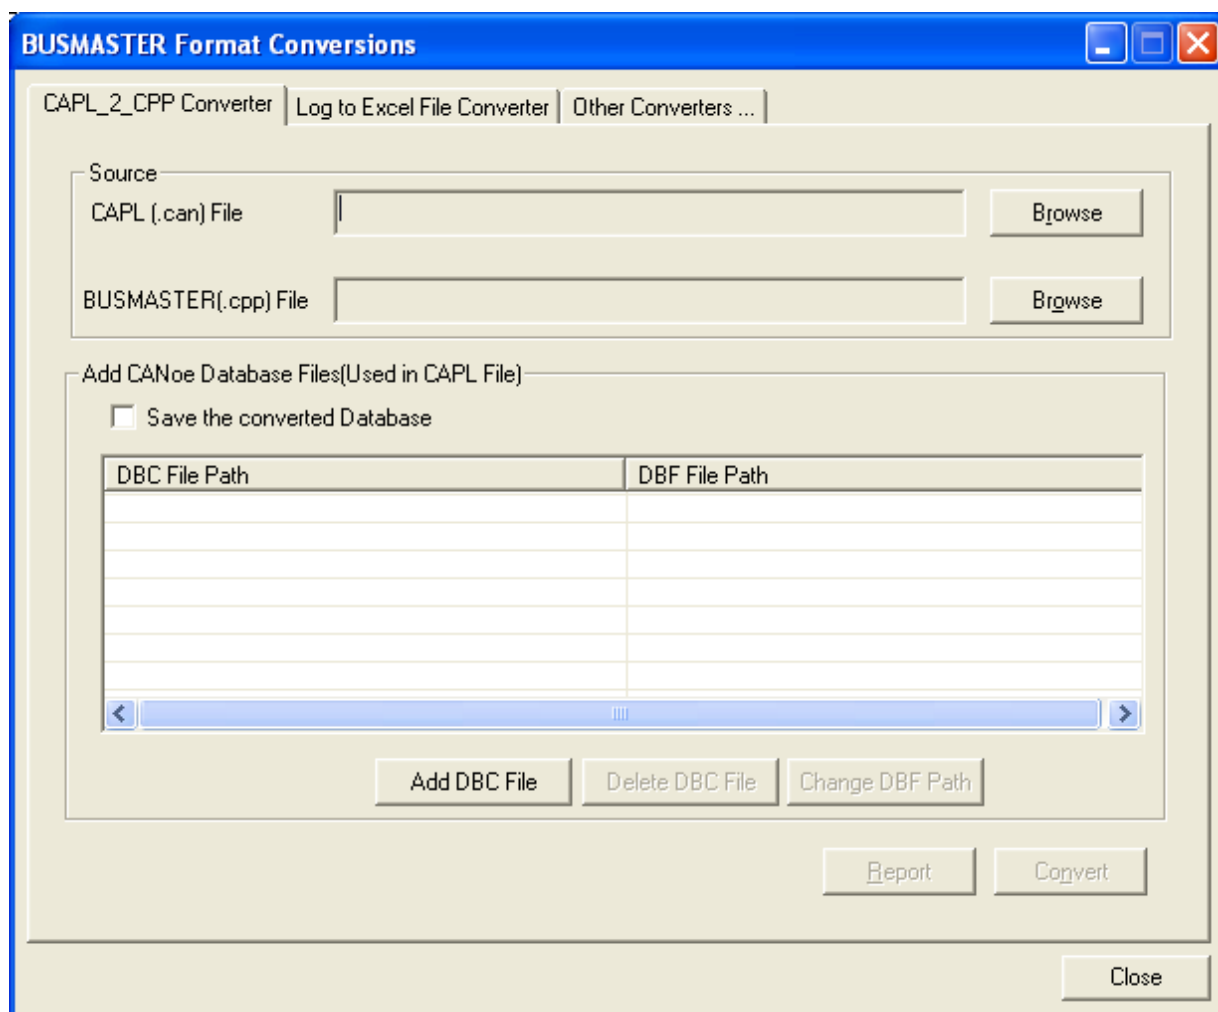 BUSMASTER Format Conversions
CAPL_2_CPP Converter Log to Excel File Converter Other Converters ...
Source
CAPL (.can) File Browse
BUSMASTER(.cpp) File Browse
Add CANoe Database Files(Used in CAPL File)
Save the converted Database
DBC File Path DBF File Path
Add DBC File Delete DBC File Change DBF Path
Report Convert
Close